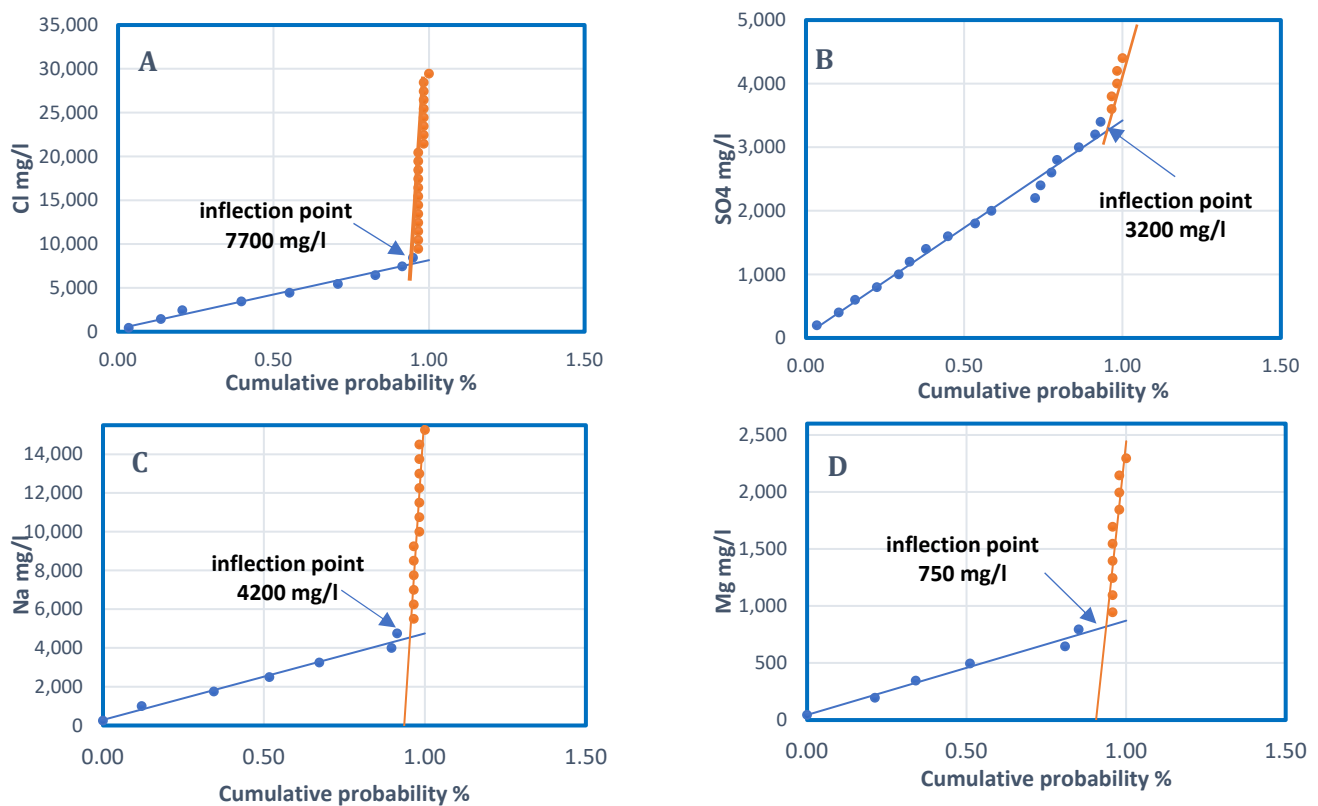 A
Cl mg/l
35,000
30,000
25,000
20,000
15,000
10,000
5,000
0
inflection point
7700 mg/l
0.00 0.50 1.00 1.50
Cumulative probability %
B
SO4 mg/l
5,000
4,000
3,000
2,000
1,000
0
inflection point
3200 mg/l
0.00 0.50 1.00 1.50
Cumulative probability %
C
Na mg/l
14,000
12,000
10,000
8,000
6,000
4,000
2,000
0
inflection point
4200 mg/l
0.00 0.50 1.00 1.50
Cumulative probability %
D
Mg mg/l
2,500
2,000
1,500
1,000
500
0
inflection point
750 mg/l
0.00 0.50 1.00 1.50
Cumulative probability %